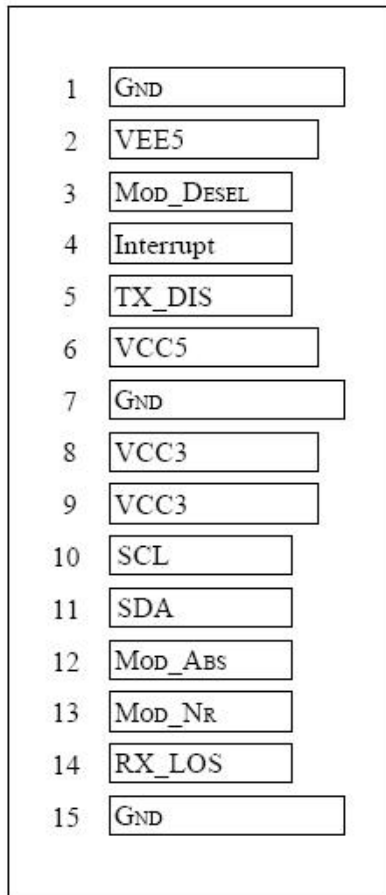 1 GND
2 VEE5
3 MOD_DESEL
4 Interrupt
5 TX_DIS
6 VCC5
7 GND
8 VCC3
9 VCC3
10 SCL
11 SDA
12 MOD_ABS
13 MOD_NR
14 RX_LOS
15 GND